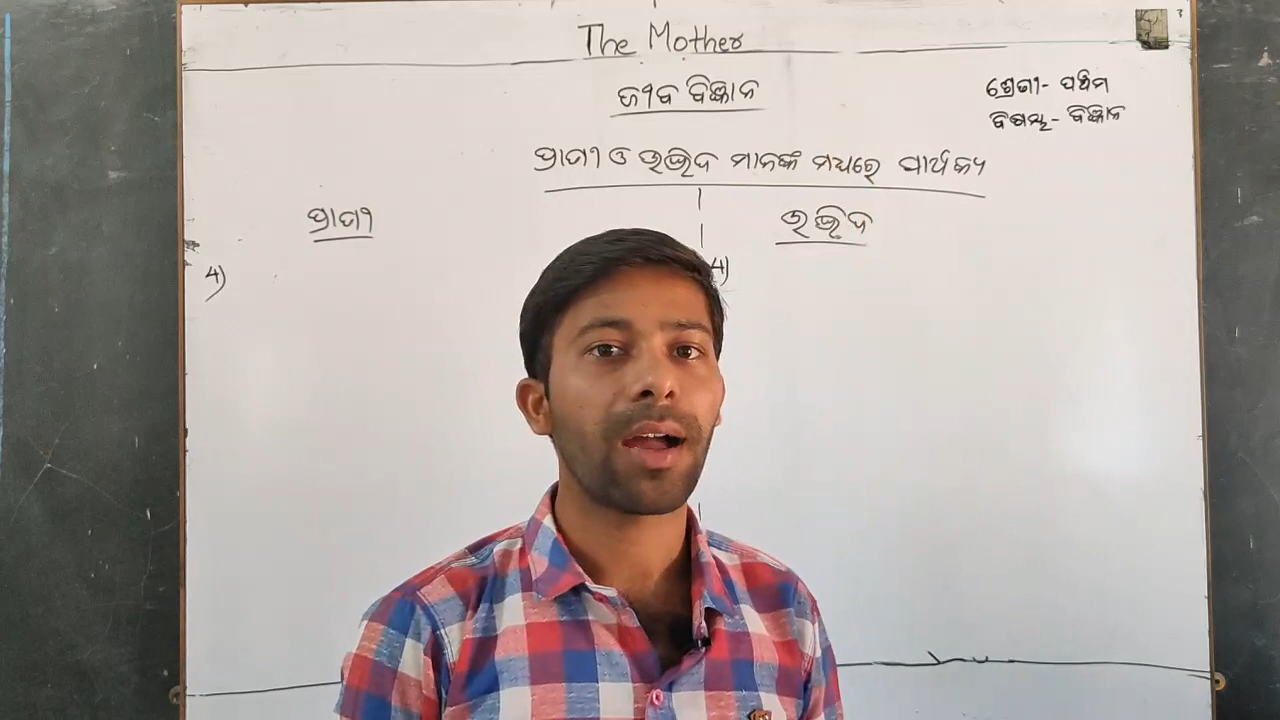 The Mother
ଜୀବ ବିଜ୍ଞାନ
ଶ୍ରେଣୀ- ପଞ୍ଚମ
ବିଷୟ - ବିଜ୍ଞାନ
ପ୍ରାଣୀ ଓ ଉଦ୍ଭିଦ ମାନଙ୍କ ମଧ୍ୟରେ ପାର୍ଥକ୍ୟ
ପ୍ରାଣୀ
ଉଦ୍ଭିଦ
4)
4)